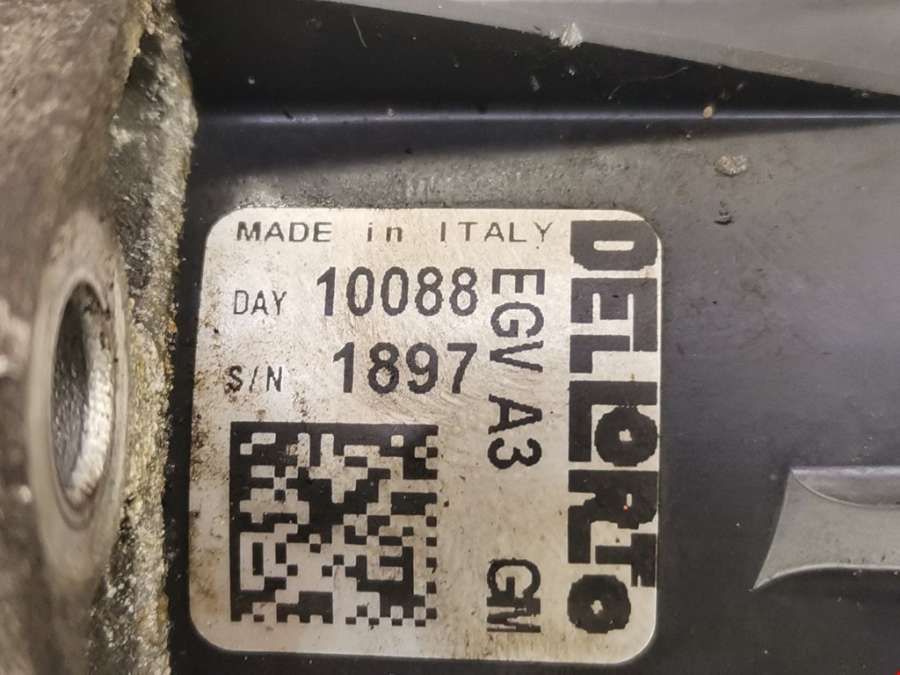 MADE in ITALY
DAY 10088
S/N 1897
EGV A3 GM
DELLORTO